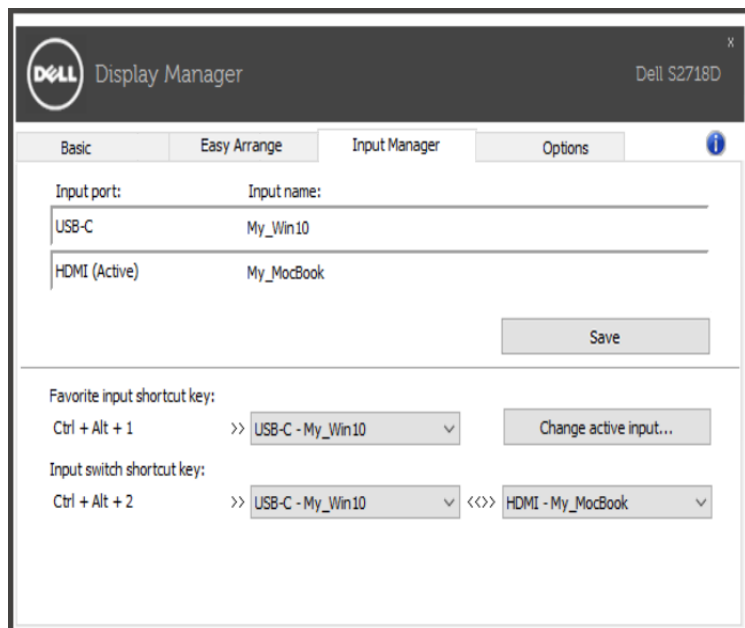 DELL Display Manager Dell S2718D x
Basic Easy Arrange Input Manager Options i
Input port: Input name:
USB-C My_Win10
HDMI (Active) My_MocBook
Save
Favorite input shortcut key:
Ctrl + Alt + 1 >> USB-C - My_Win10 Change active input...
Input switch shortcut key:
Ctrl + Alt + 2 >> USB-C - My_Win10 <<>> HDMI - My_MocBook